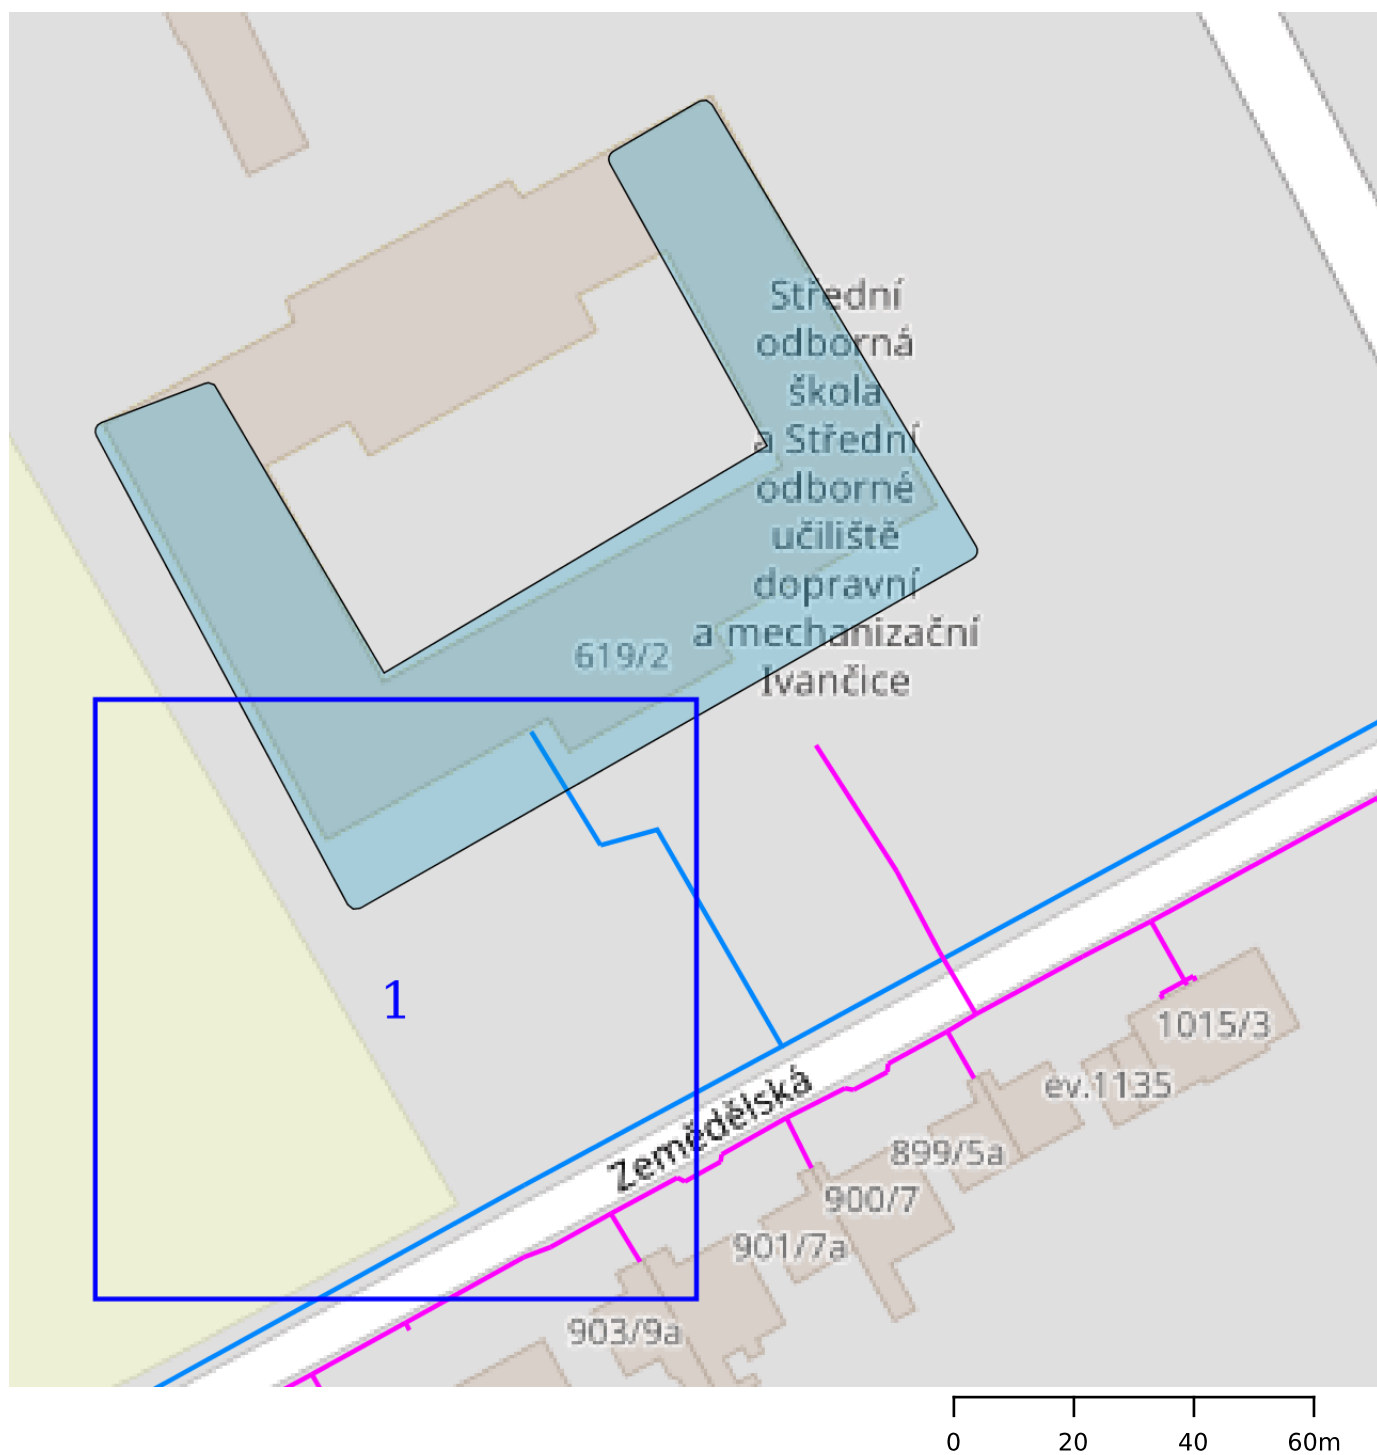 Střední
odborná
škola
a Střední
odborné
učiliště
dopravní
a mechanizační
Ivančice
619/2
1
1015/3
ev.1135
Zemědělská
899/5a
900/7
901/7a
903/9a
0 20 40 60m